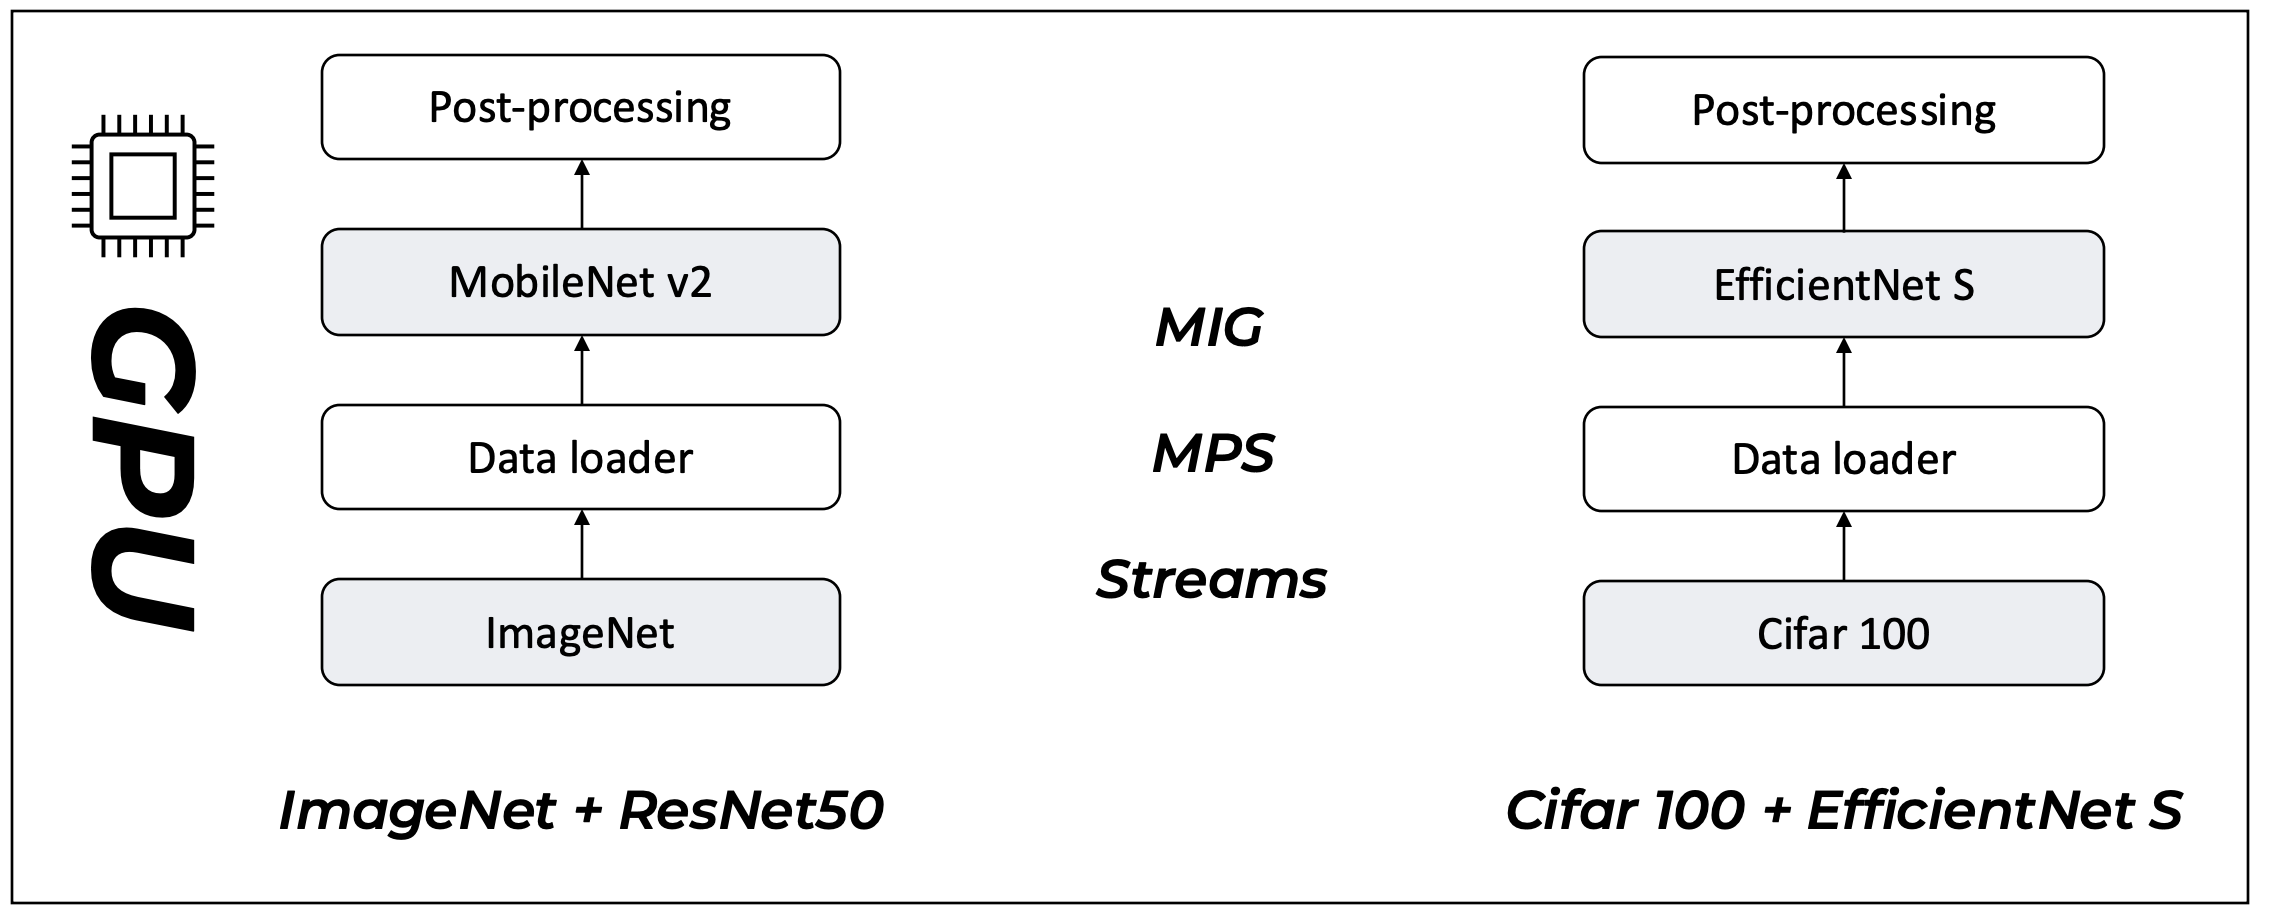 GPU
Post-processing
MobileNet v2
Data loader
ImageNet
ImageNet + ResNet50
MIG
MPS
Streams
Post-processing
EfficientNet S
Data loader
Cifar 100
Cifar 100 + EfficientNet S